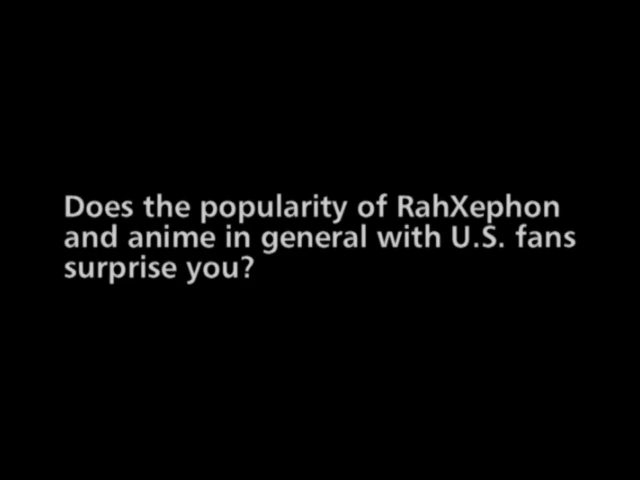 Does the popularity of RahXephon
and anime in general with U.S. fans
surprise you?